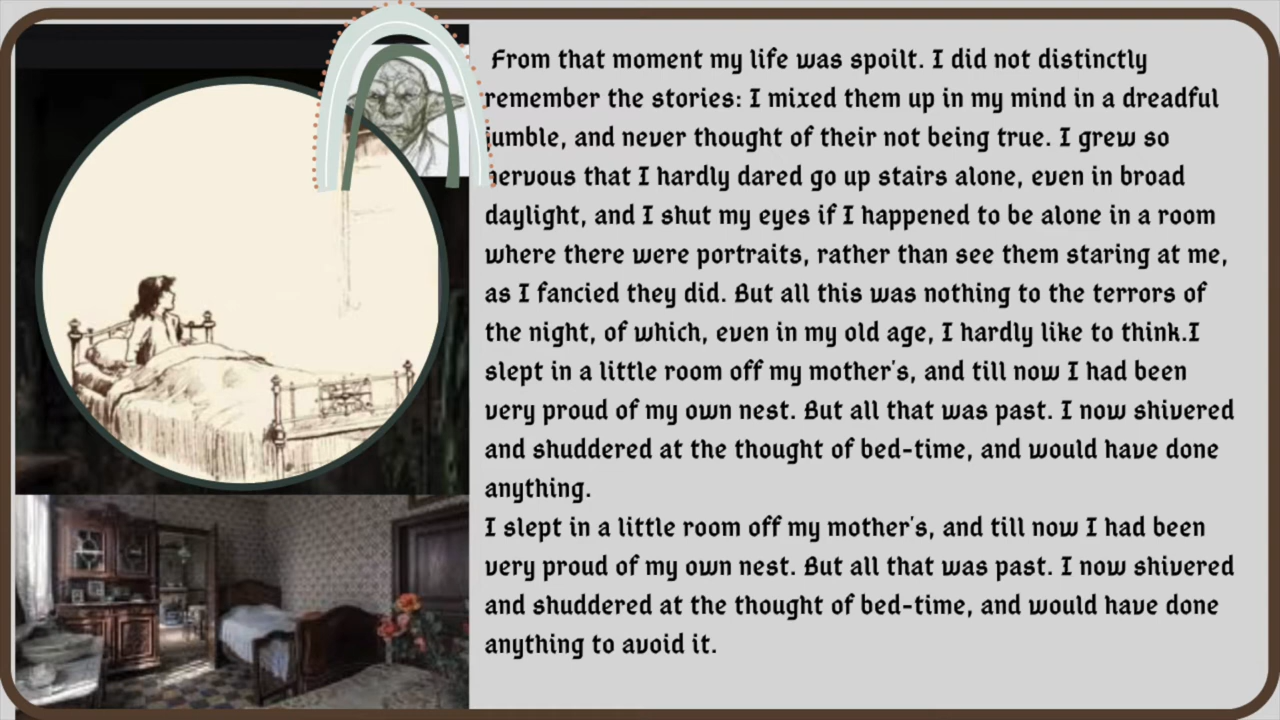 From that moment my life was spoilt. I did not distinctly
remember the stories: I mixed them up in my mind in a dreadful
jumble, and never thought of their not being true. I grew so
nervous that I hardly dared go up stairs alone, even in broad
daylight, and I shut my eyes if I happened to be alone in a room
where there were portraits, rather than see them staring at me,
as I fancied they did. But all this was nothing to the terrors of
the night, of which, even in my old age, I hardly like to think.I
slept in a little room off my mother's, and till now I had been
very proud of my own nest. But all that was past. I now shivered
and shuddered at the thought of bed-time, and would have done
anything.
I slept in a little room off my mother's, and till now I had been
very proud of my own nest. But all that was past. I now shivered
and shuddered at the thought of bed-time, and would have done
anything to avoid it.